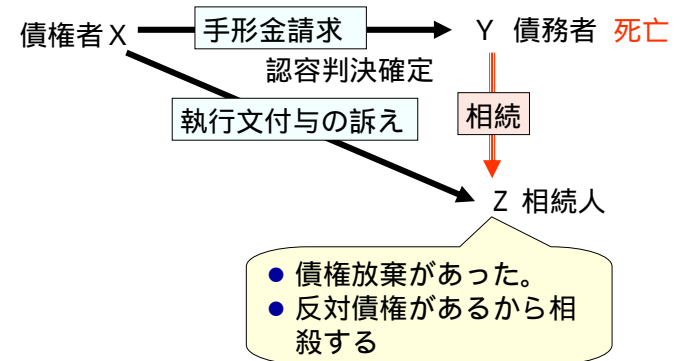 債権者X
手形金請求
Y 債務者 死亡
認容判決確定
執行文付与の訴え
相続
Z 相続人
● 債権放棄があった。
● 反対債権があるから相
殺する